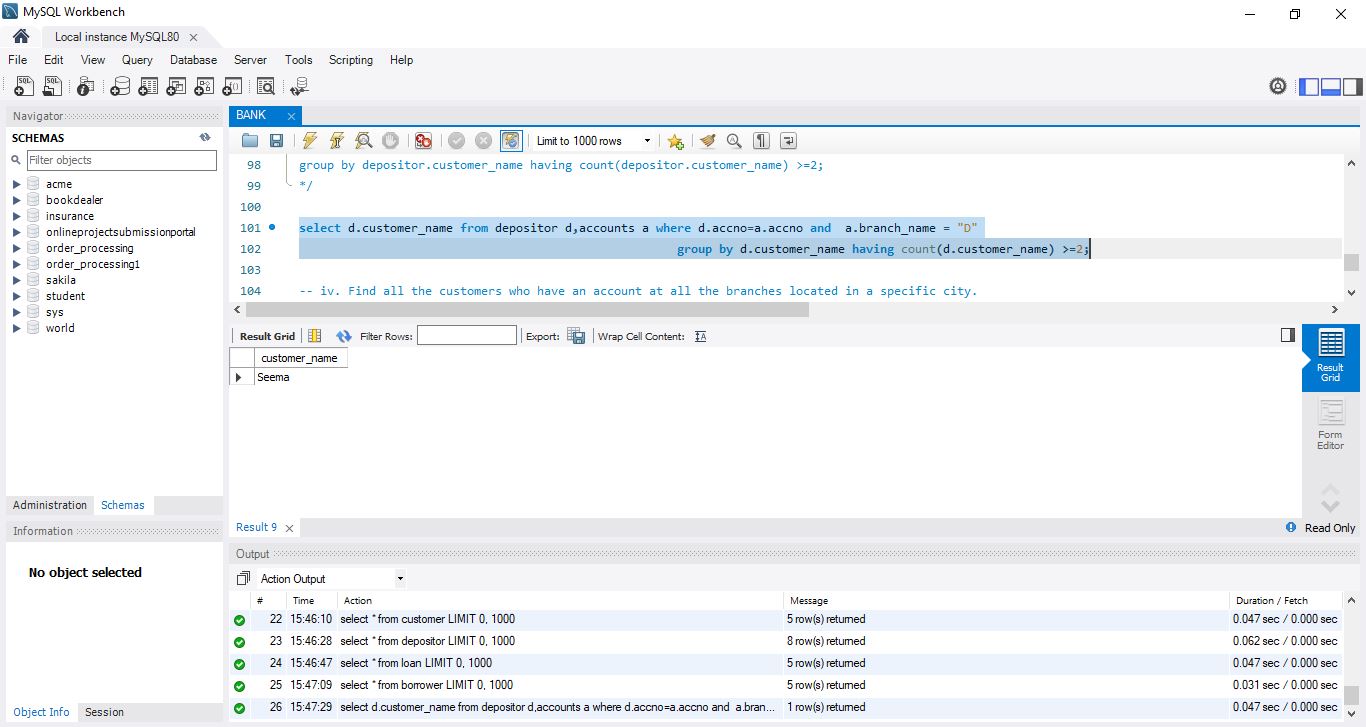 MySQL Workbench
Local instance MySQL80
File Edit View Query Database Server Tools Scripting Help
Navigator
SCHEMAS
Filter objects
acme
bookdealer
insurance
onlineprojectsubmissionportal
order_processing
order_processing1
sakila
student
sys
world
Administration Schemas
Information
No object selected
Object Info Session
BANK
Limit to 1000 rows
98 group by depositor.customer_name having count(depositor.customer_name) >=2;
99 */
100
101 select d.customer_name from depositor d,accounts a where d.accno=a.accno and  a.branch_name = "D"
102 group by d.customer_name having count(d.customer_name) >=2;
103
104 -- iv. Find all the customers who have an account at all the branches located in a specific city.
Result Grid Filter Rows: Export: Wrap Cell Content:
customer_name
Seema
Result Grid
Form Editor
Result 9
Read Only
Output
Action Output
# Time Action Message Duration / Fetch
22 15:46:10 select * from customer LIMIT 0, 1000 5 row(s) returned 0.047 sec / 0.000 sec
23 15:46:28 select * from depositor LIMIT 0, 1000 8 row(s) returned 0.062 sec / 0.000 sec
24 15:46:47 select * from loan LIMIT 0, 1000 5 row(s) returned 0.047 sec / 0.000 sec
25 15:47:09 select * from borrower LIMIT 0, 1000 5 row(s) returned 0.031 sec / 0.000 sec
26 15:47:29 select d.customer_name from depositor d,accounts a where d.accno=a.accno and  a.bran... 1 row(s) returned 0.047 sec / 0.000 sec